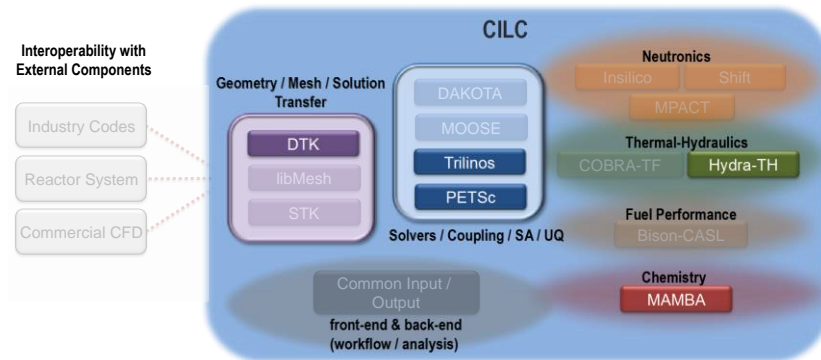 CILC
Interoperability with
External Components
Industry Codes
Reactor System
Commercial CFD
Geometry / Mesh / Solution
Transfer
DTK
libMesh
STK
DAKOTA
MOOSE
Trilinos
PETSc
Solvers / Coupling / SA / UQ
Neutronics
Insilico
Shift
MPACT
Thermal-Hydraulics
COBRA-TF
Hydra-TH
Fuel Performance
Bison-CASL
Chemistry
MAMBA
Common Input /
Output
front-end & back-end
(workflow / analysis)